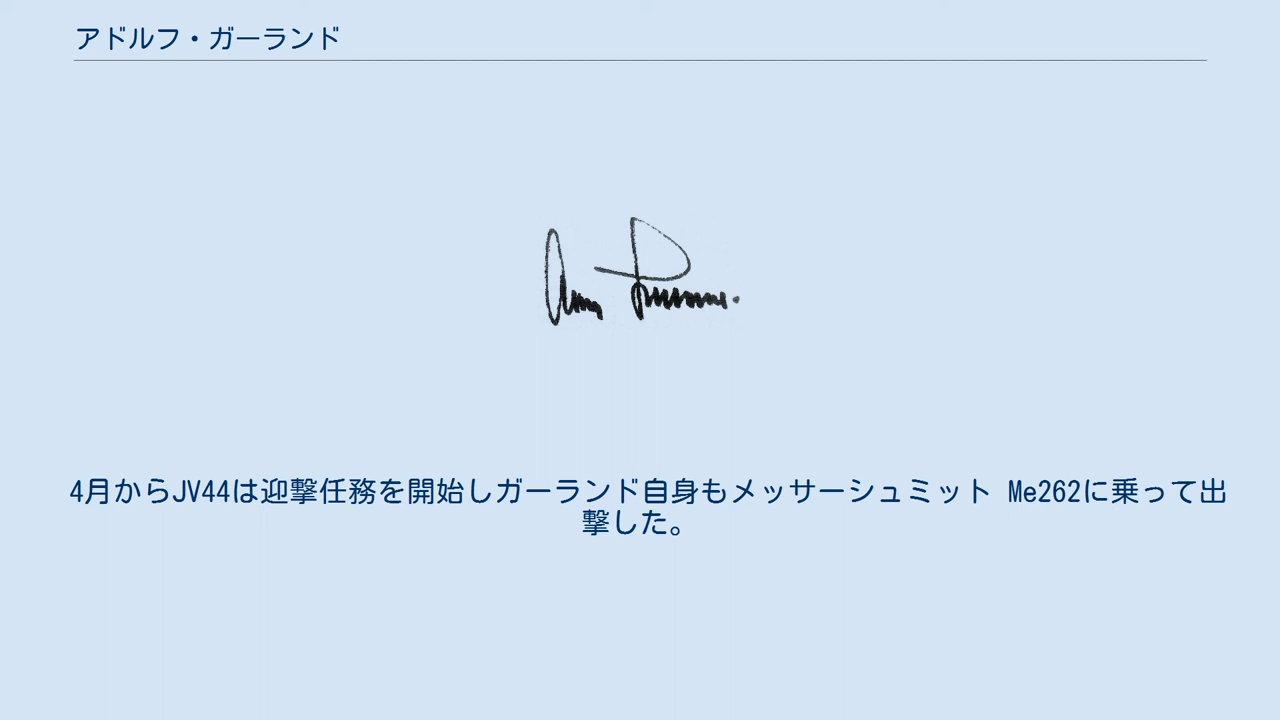 アドルフ・ガーランド
4月からJV44は迎撃任務を開始しガーランド自身もメッサーシュミット Me262に乗って出
撃した。